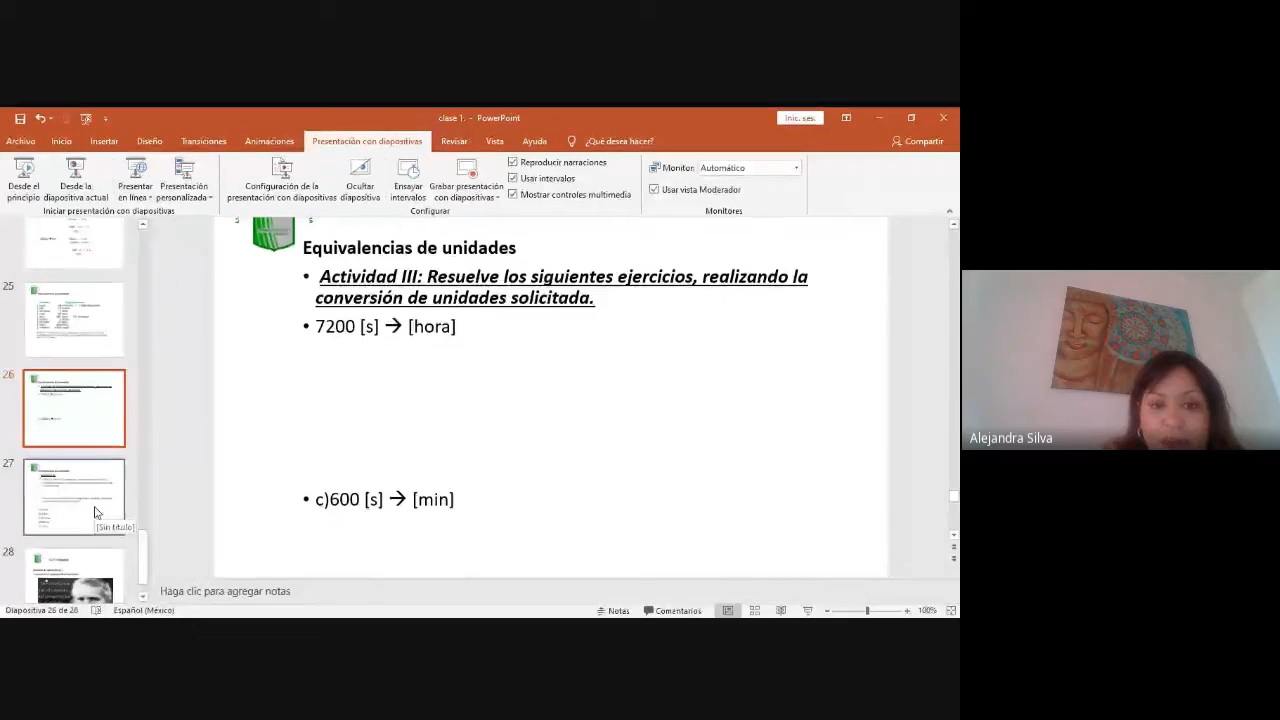 clase 1. - PowerPoint
Inic. ses.
Archivo Inicio Insertar Diseño Transiciones Animaciones Presentación con diapositivas Revisar Vista Ayuda ¿Qué desea hacer? Compartir
Desde el principio
Desde la diapositiva actual
Presentar en línea
Presentación personalizada
Iniciar presentación con diapositivas
Configuración de la presentación con diapositivas
Ocultar diapositiva
Ensayar intervalos
Grabar presentación con diapositivas
Reproducir narraciones
Usar intervalos
Mostrar controles multimedia
Configurar
Monitor: Automático
Usar vista Moderador
Monitores
25
26
27
[Sin título]
28
Equivalencias de unidades
• Actividad III: Resuelve los siguientes ejercicios, realizando la
conversión de unidades solicitada.
• 7200 [s] → [hora]
• c)600 [s] → [min]
Haga clic para agregar notas
Diapositiva 26 de 28 Español (México) Notas Comentarios 100%
Alejandra Silva